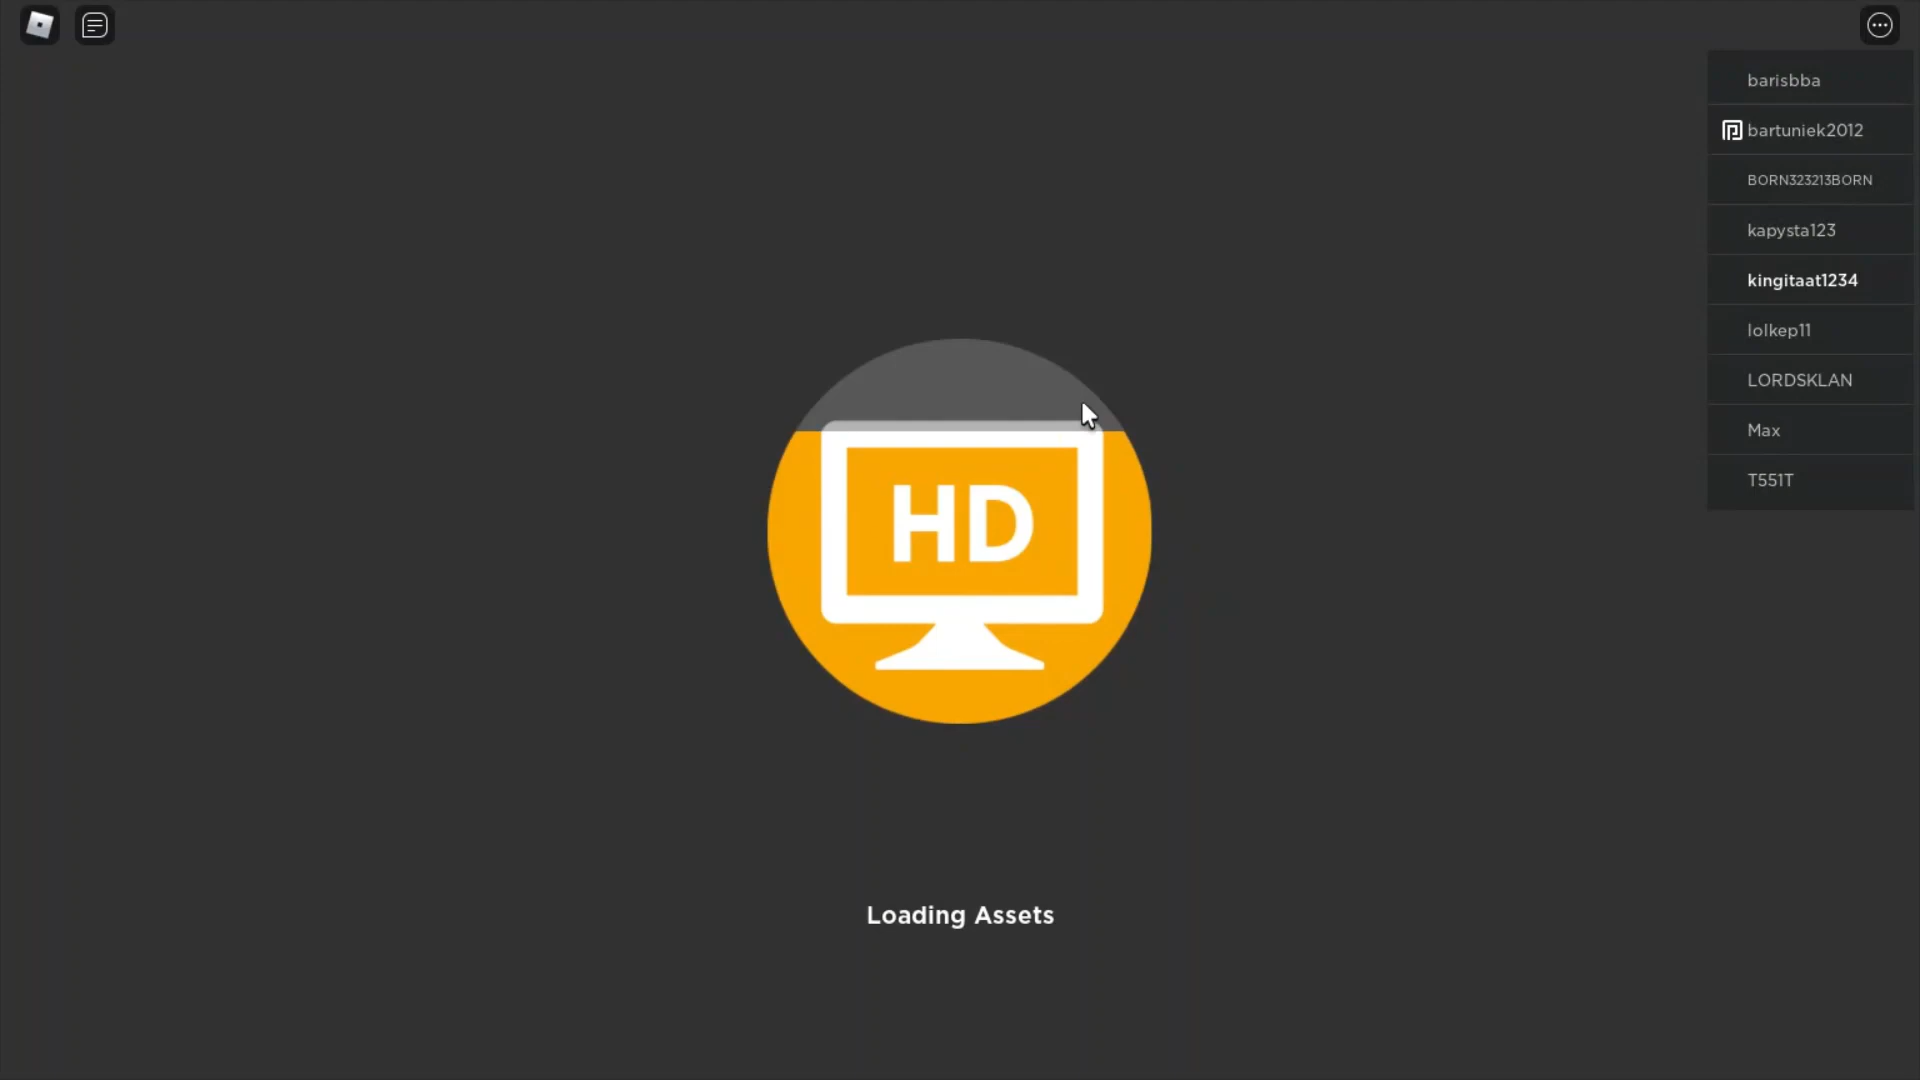 barisbba
bartuniek2012
BORN323213BORN
kapysta123
kingitaat1234
lolkep11
LORDSKLAN
Max
T551T
HD
Loading Assets